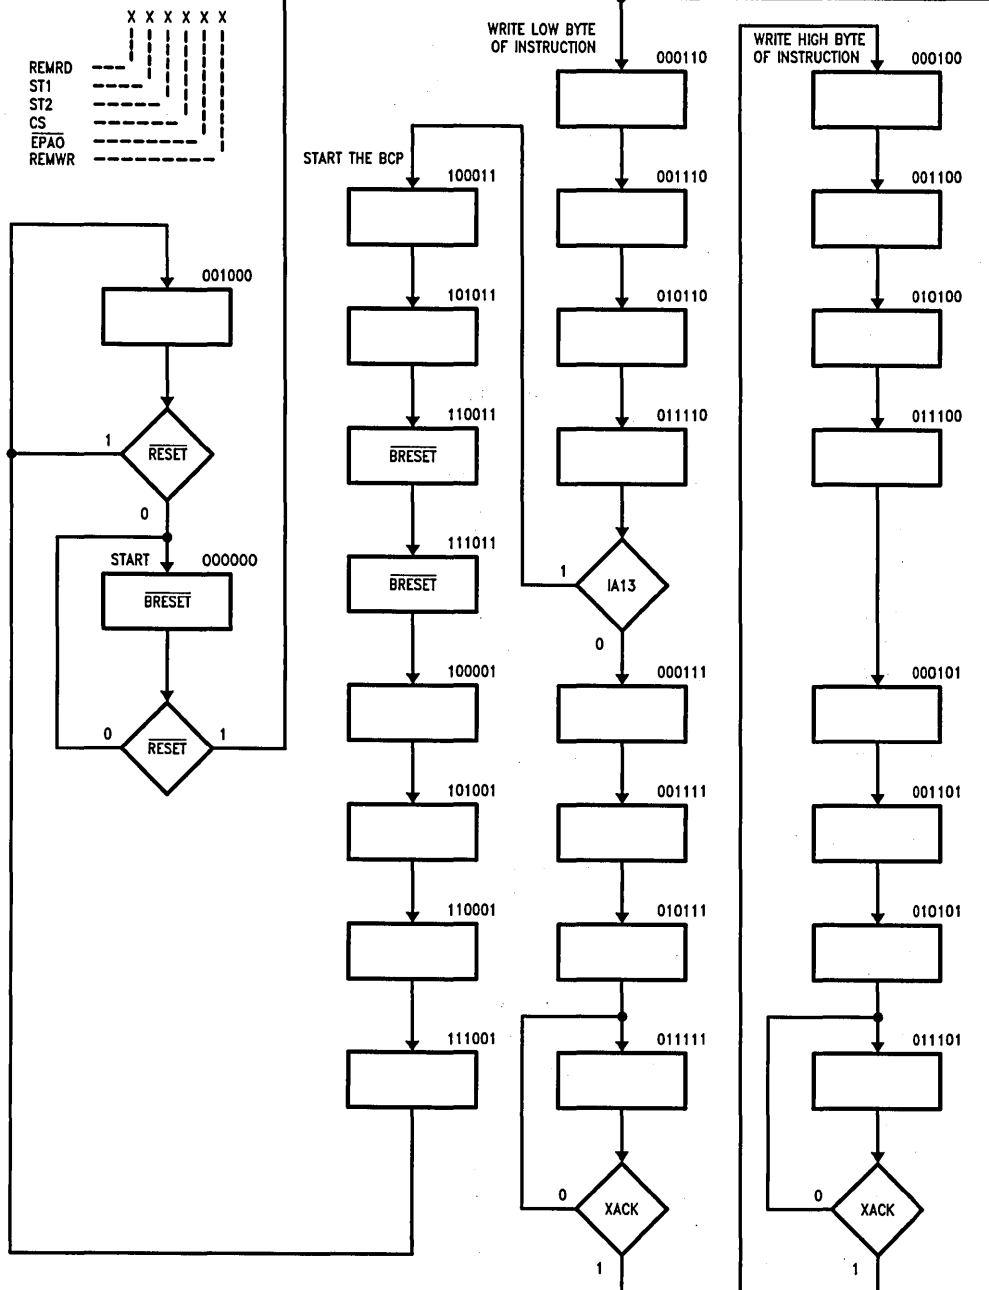 X X X X X X
REMRD
ST1
ST2
CS
EPAO
REMWR
WRITE LOW BYTE
OF INSTRUCTION
000110
WRITE HIGH BYTE
OF INSTRUCTION
000100
START THE BCP
100011
001110
001100
001000
101011
010110
010100
RESET
1
0
110011
BRESET
011110
011100
START
000000
BRESET
111011
BRESET
IA13
1
0
RESET
0
1
100001
000111
000101
101001
001111
001101
110001
010111
010101
111001
011111
011101
XACK
0
1
XACK
0
1